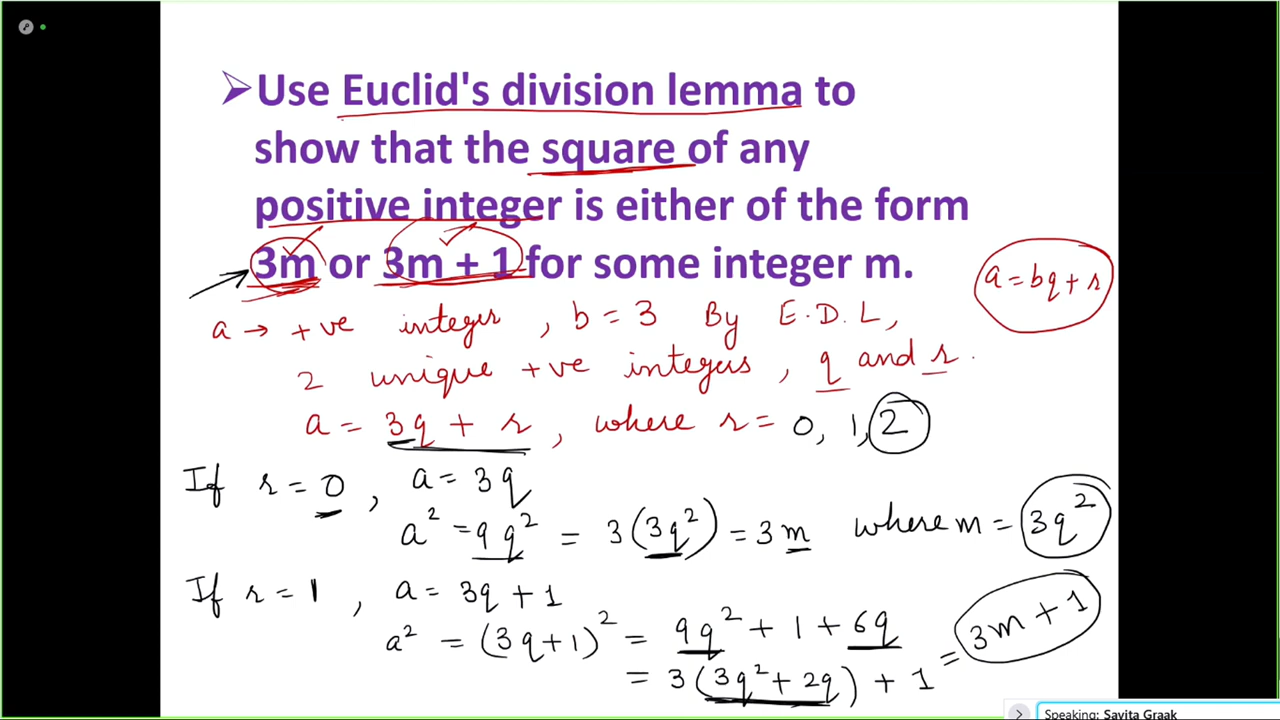 ➢Use Euclid's division lemma to
show that the square of any
positive integer is either of the form
3m or 3m + 1 for some integer m.
a = bq + r
a → +ve integer , b = 3 By E.D.L,
2 unique +ve integers , q and r.
a = 3q + r , where r = 0, 1, 2
If r = 0 , a = 3q
a² = 9q² = 3(3q²) = 3m where m = 3q²
If r = 1 , a = 3q + 1
a² = (3q+1)² = 9q² + 1 + 6q
= 3(3q² + 2q) + 1 = 3m + 1
Speaking: Savita Graak